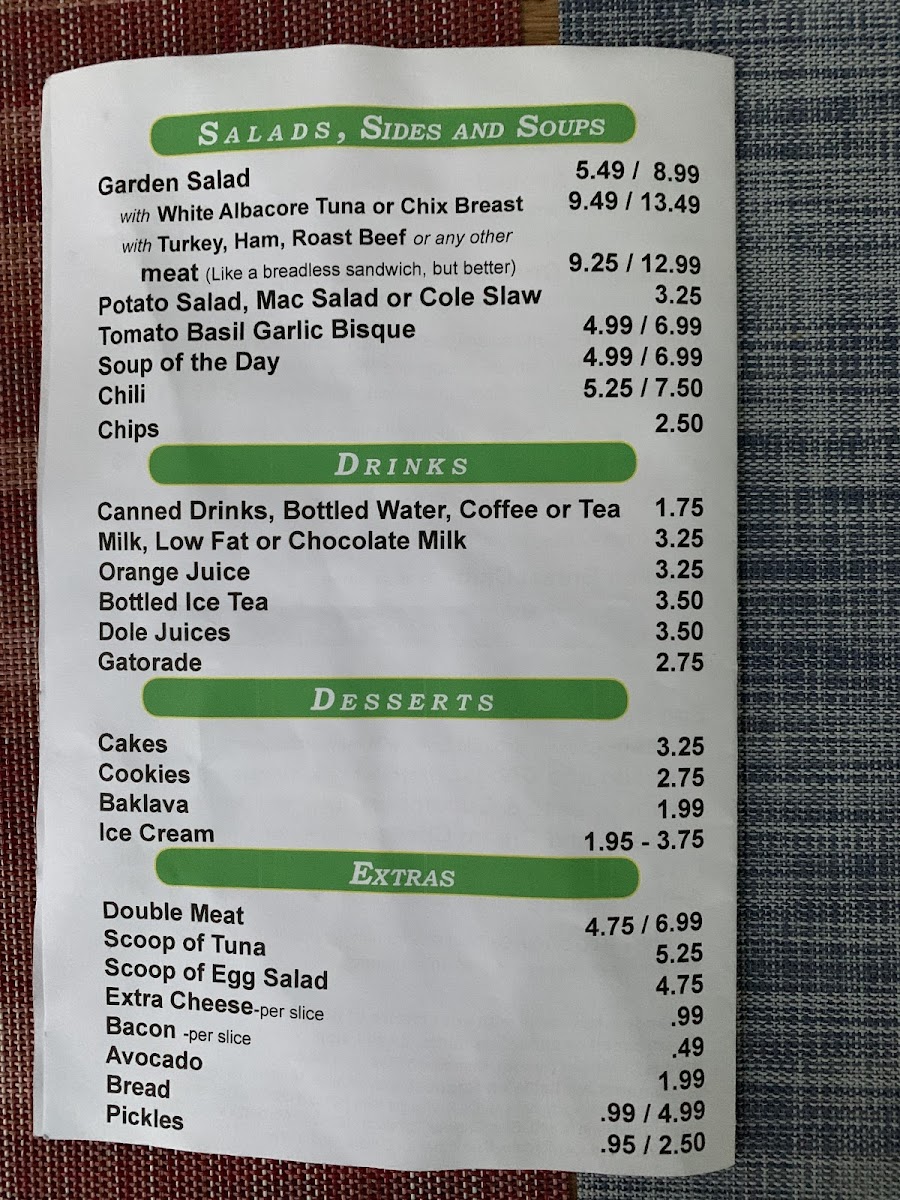 SALADS, SIDES AND SOUPS
Garden Salad 5.49 / 8.99
with White Albacore Tuna or Chix Breast 9.49 / 13.49
with Turkey, Ham, Roast Beef or any other
meat (Like a breadless sandwich, but better) 9.25 / 12.99
Potato Salad, Mac Salad or Cole Slaw 3.25
Tomato Basil Garlic Bisque 4.99 / 6.99
Soup of the Day 4.99 / 6.99
Chili 5.25 / 7.50
Chips 2.50
DRINKS
Canned Drinks, Bottled Water, Coffee or Tea 1.75
Milk, Low Fat or Chocolate Milk 3.25
Orange Juice 3.25
Bottled Ice Tea 3.50
Dole Juices 3.50
Gatorade 2.75
DESSERTS
Cakes 3.25
Cookies 2.75
Baklava 1.99
Ice Cream 1.95 - 3.75
EXTRAS
Double Meat 4.75 / 6.99
Scoop of Tuna 5.25
Scoop of Egg Salad 4.75
Extra Cheese-per slice .99
Bacon -per slice .49
Avocado 1.99
Bread .99 / 4.99
Pickles .95 / 2.50